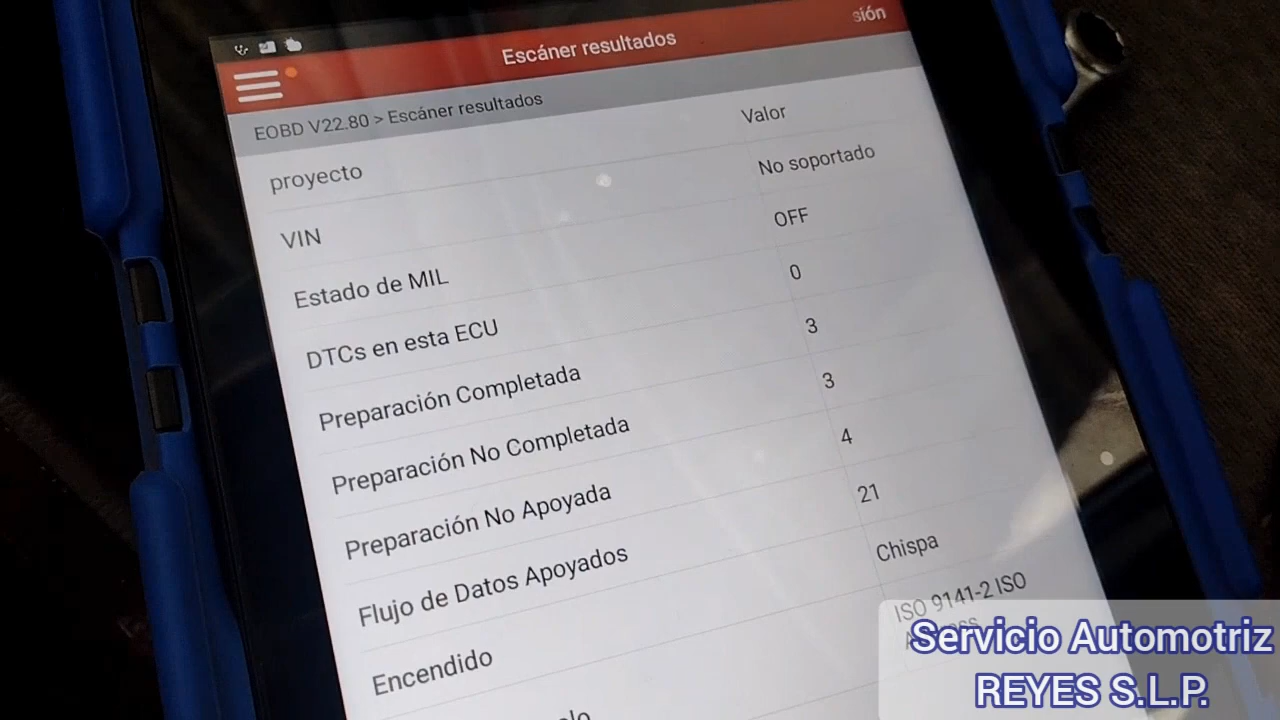 Escáner resultados
sión
EOBD V22.80 > Escáner resultados
proyecto Valor
VIN No soportado
Estado de MIL OFF
DTCs en esta ECU 0
Preparación Completada 3
Preparación No Completada 3
Preparación No Apoyada 4
Flujo de Datos Apoyados 21
Encendido Chispa
ISO 9141-2 ISO
Servicio Automotriz
REYES S.L.P.